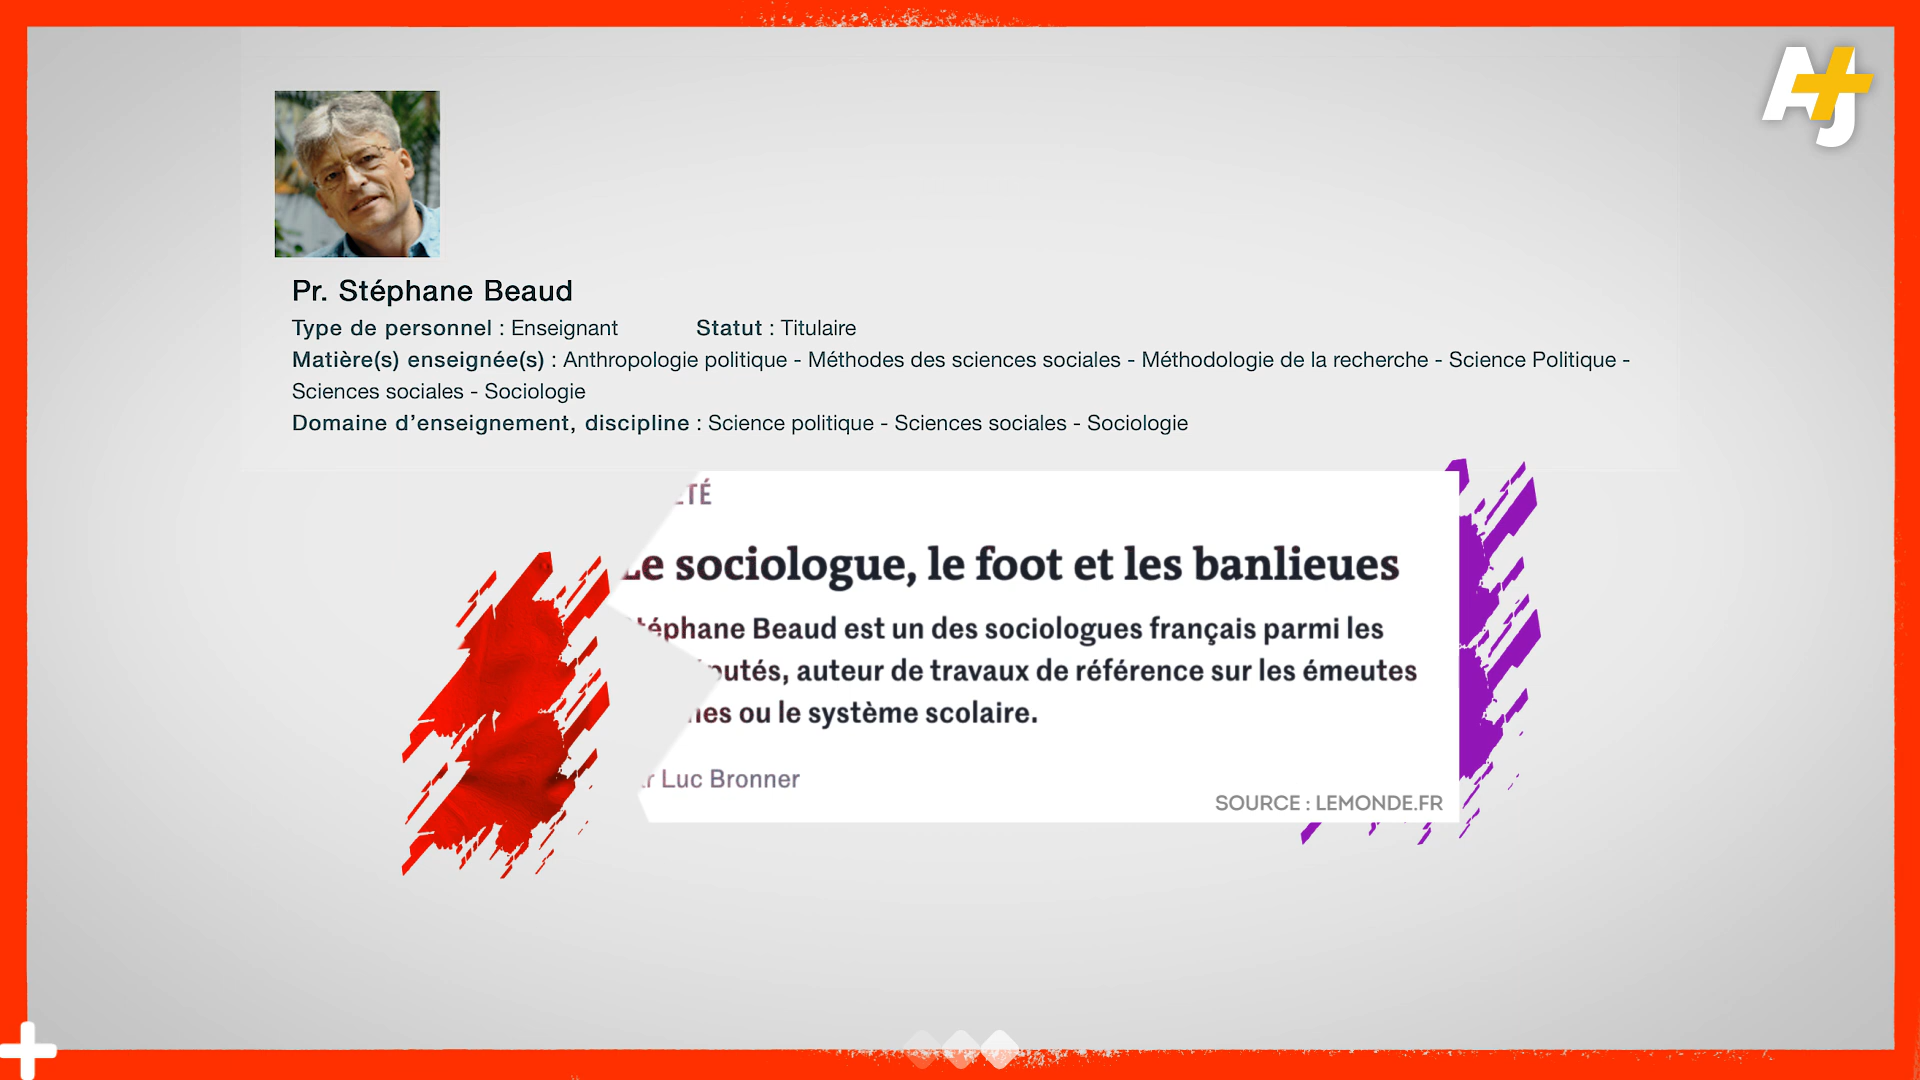 AJ+
Pr. Stéphane Beaud
Type de personnel : Enseignant Statut : Titulaire
Matière(s) enseignée(s) : Anthropologie politique - Méthodes des sciences sociales - Méthodologie de la recherche - Science Politique -
Sciences sociales - Sociologie
Domaine d’enseignement, discipline : Science politique - Sciences sociales - Sociologie
Le sociologue, le foot et les banlieues
Stéphane Beaud est un des sociologues français parmi les
auteur de travaux de référence sur les émeutes
ou le système scolaire.
Luc Bronner
SOURCE : LEMONDE.FR